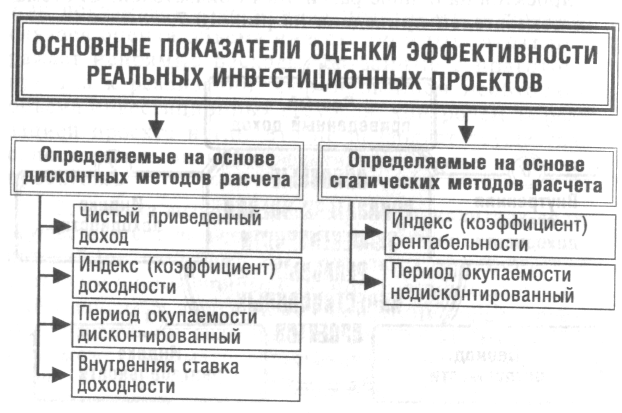 ОСНОВНЫЕ ПОКАЗАТЕЛИ ОЦЕНКИ ЭФФЕКТИВНОСТИ
РЕАЛЬНЫХ ИНВЕСТИЦИОННЫХ ПРОЕКТОВ
Определяемые на основе
дисконтных методов расчета
Чистый приведенный
доход
Индекс (коэффициент)
доходности
Период окупаемости
дисконтированный
Внутренняя ставка
доходности
Определяемые на основе
статических методов расчета
Индекс (коэффициент)
рентабельности
Период окупаемости
недисконтированный